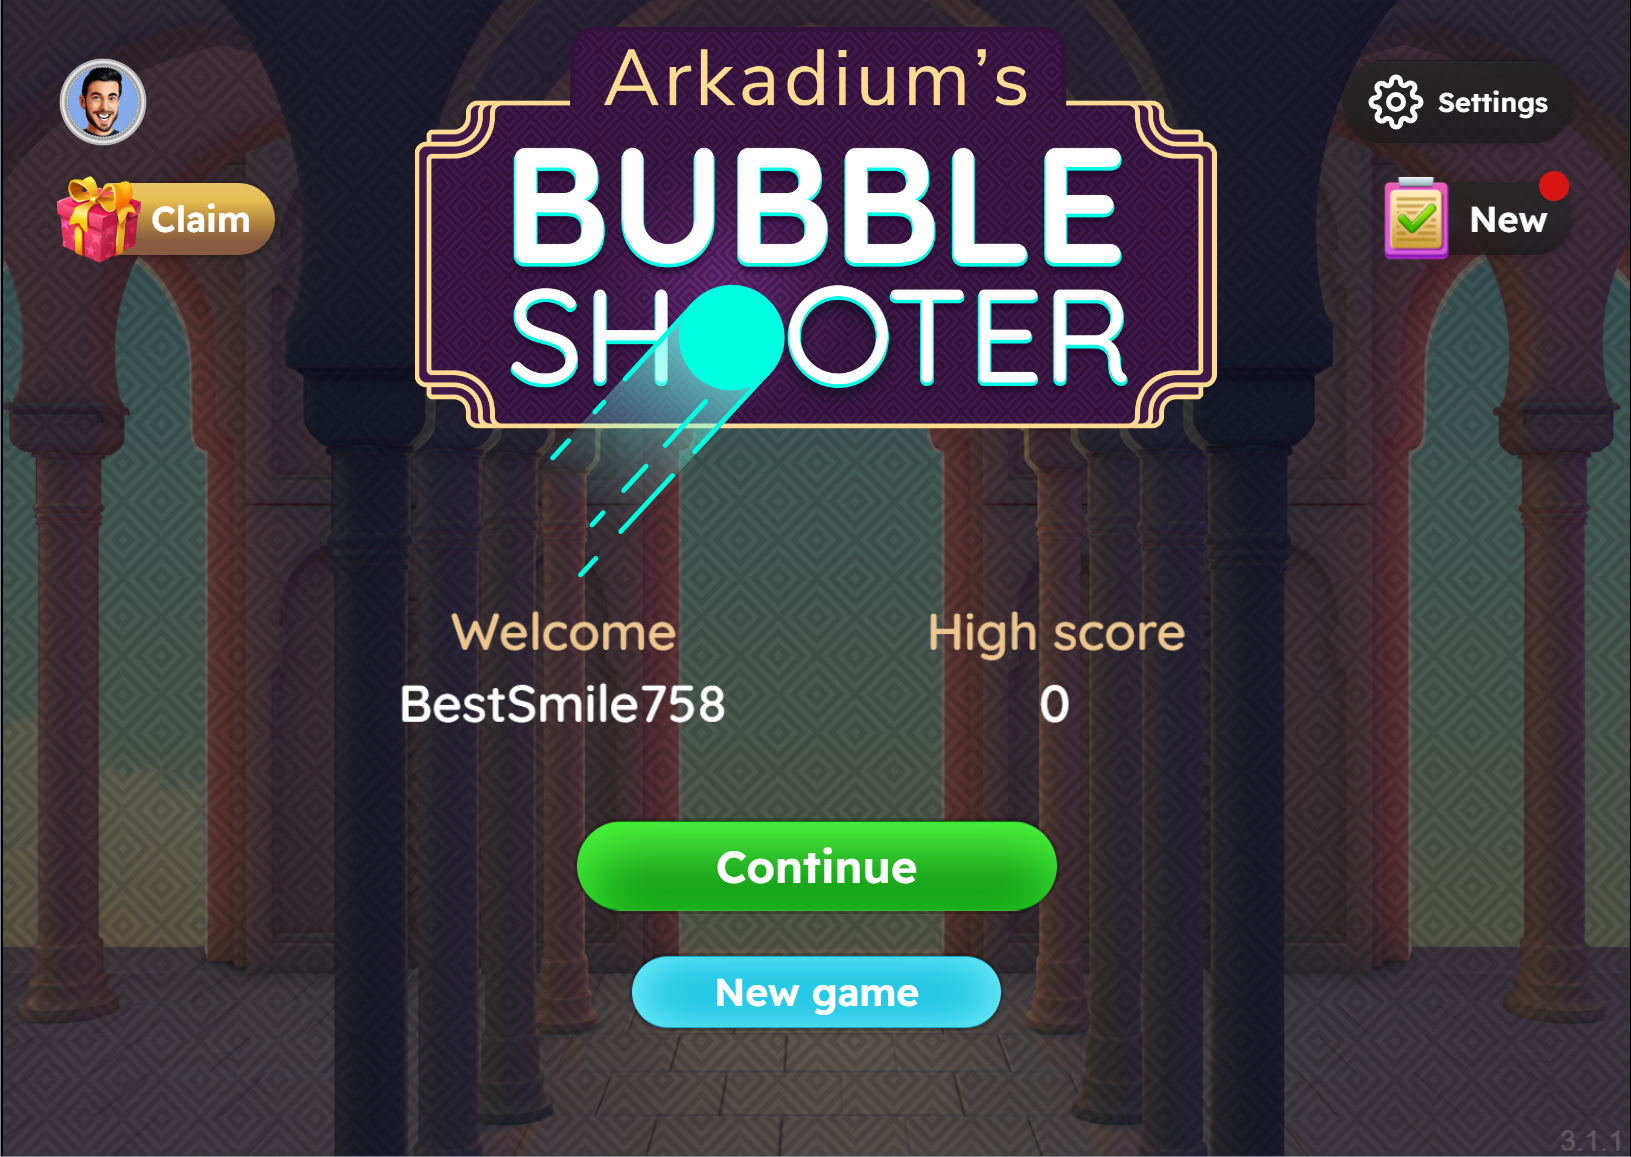 Arkadium's
BUBBLE
SHOOTER
Settings
Claim
New
Welcome
BestSmile758
High score
0
Continue
New game
3.1.1